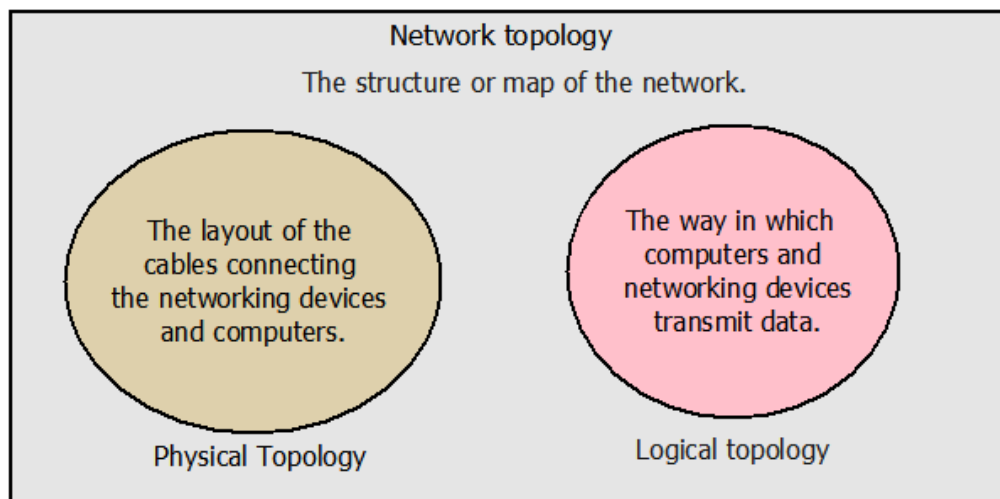 Network topology
The structure or map of the network.
The layout of the
cables connecting
the networking devices
and computers.
Physical Topology
The way in which
computers and
networking devices
transmit data.
Logical topology